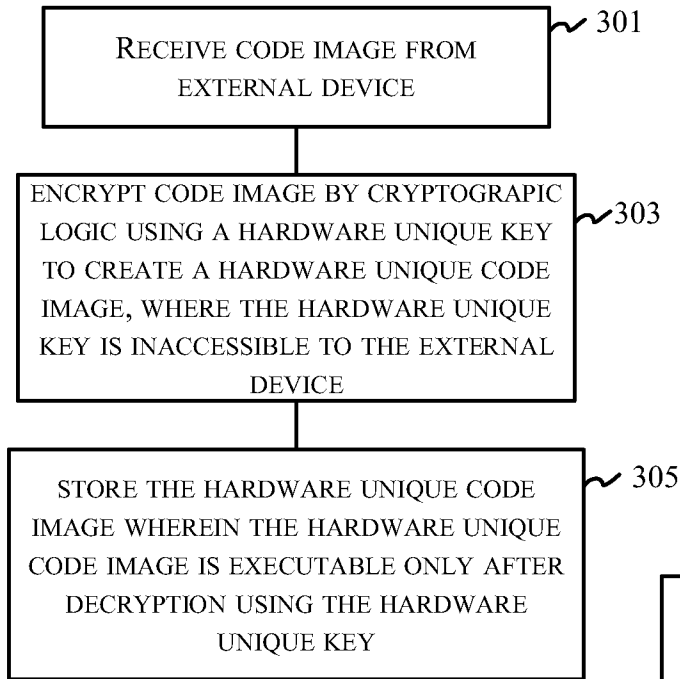 RECEIVE CODE IMAGE FROM
EXTERNAL DEVICE
301
ENCRYPT CODE IMAGE BY CRYPTOGRAPIC
LOGIC USING A HARDWARE UNIQUE KEY
TO CREATE A HARDWARE UNIQUE CODE
IMAGE, WHERE THE HARDWARE UNIQUE
KEY IS INACCESSIBLE TO THE EXTERNAL
DEVICE
303
STORE THE HARDWARE UNIQUE CODE
IMAGE WHEREIN THE HARDWARE UNIQUE
CODE IMAGE IS EXECUTABLE ONLY AFTER
DECRYPTION USING THE HARDWARE
UNIQUE KEY
305